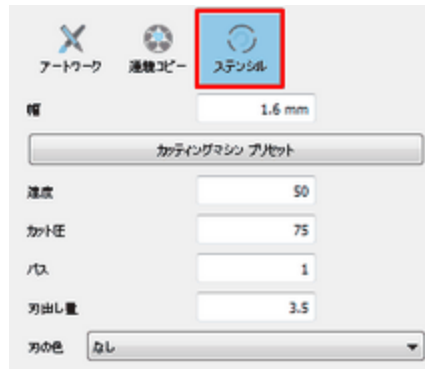 アートワーク 連続コピー ステンシル
幅 1.6 mm
カッティングマシン プリセット
速度 50
カット圧 75
パス 1
刃出し量 3.5
刃の色 なし